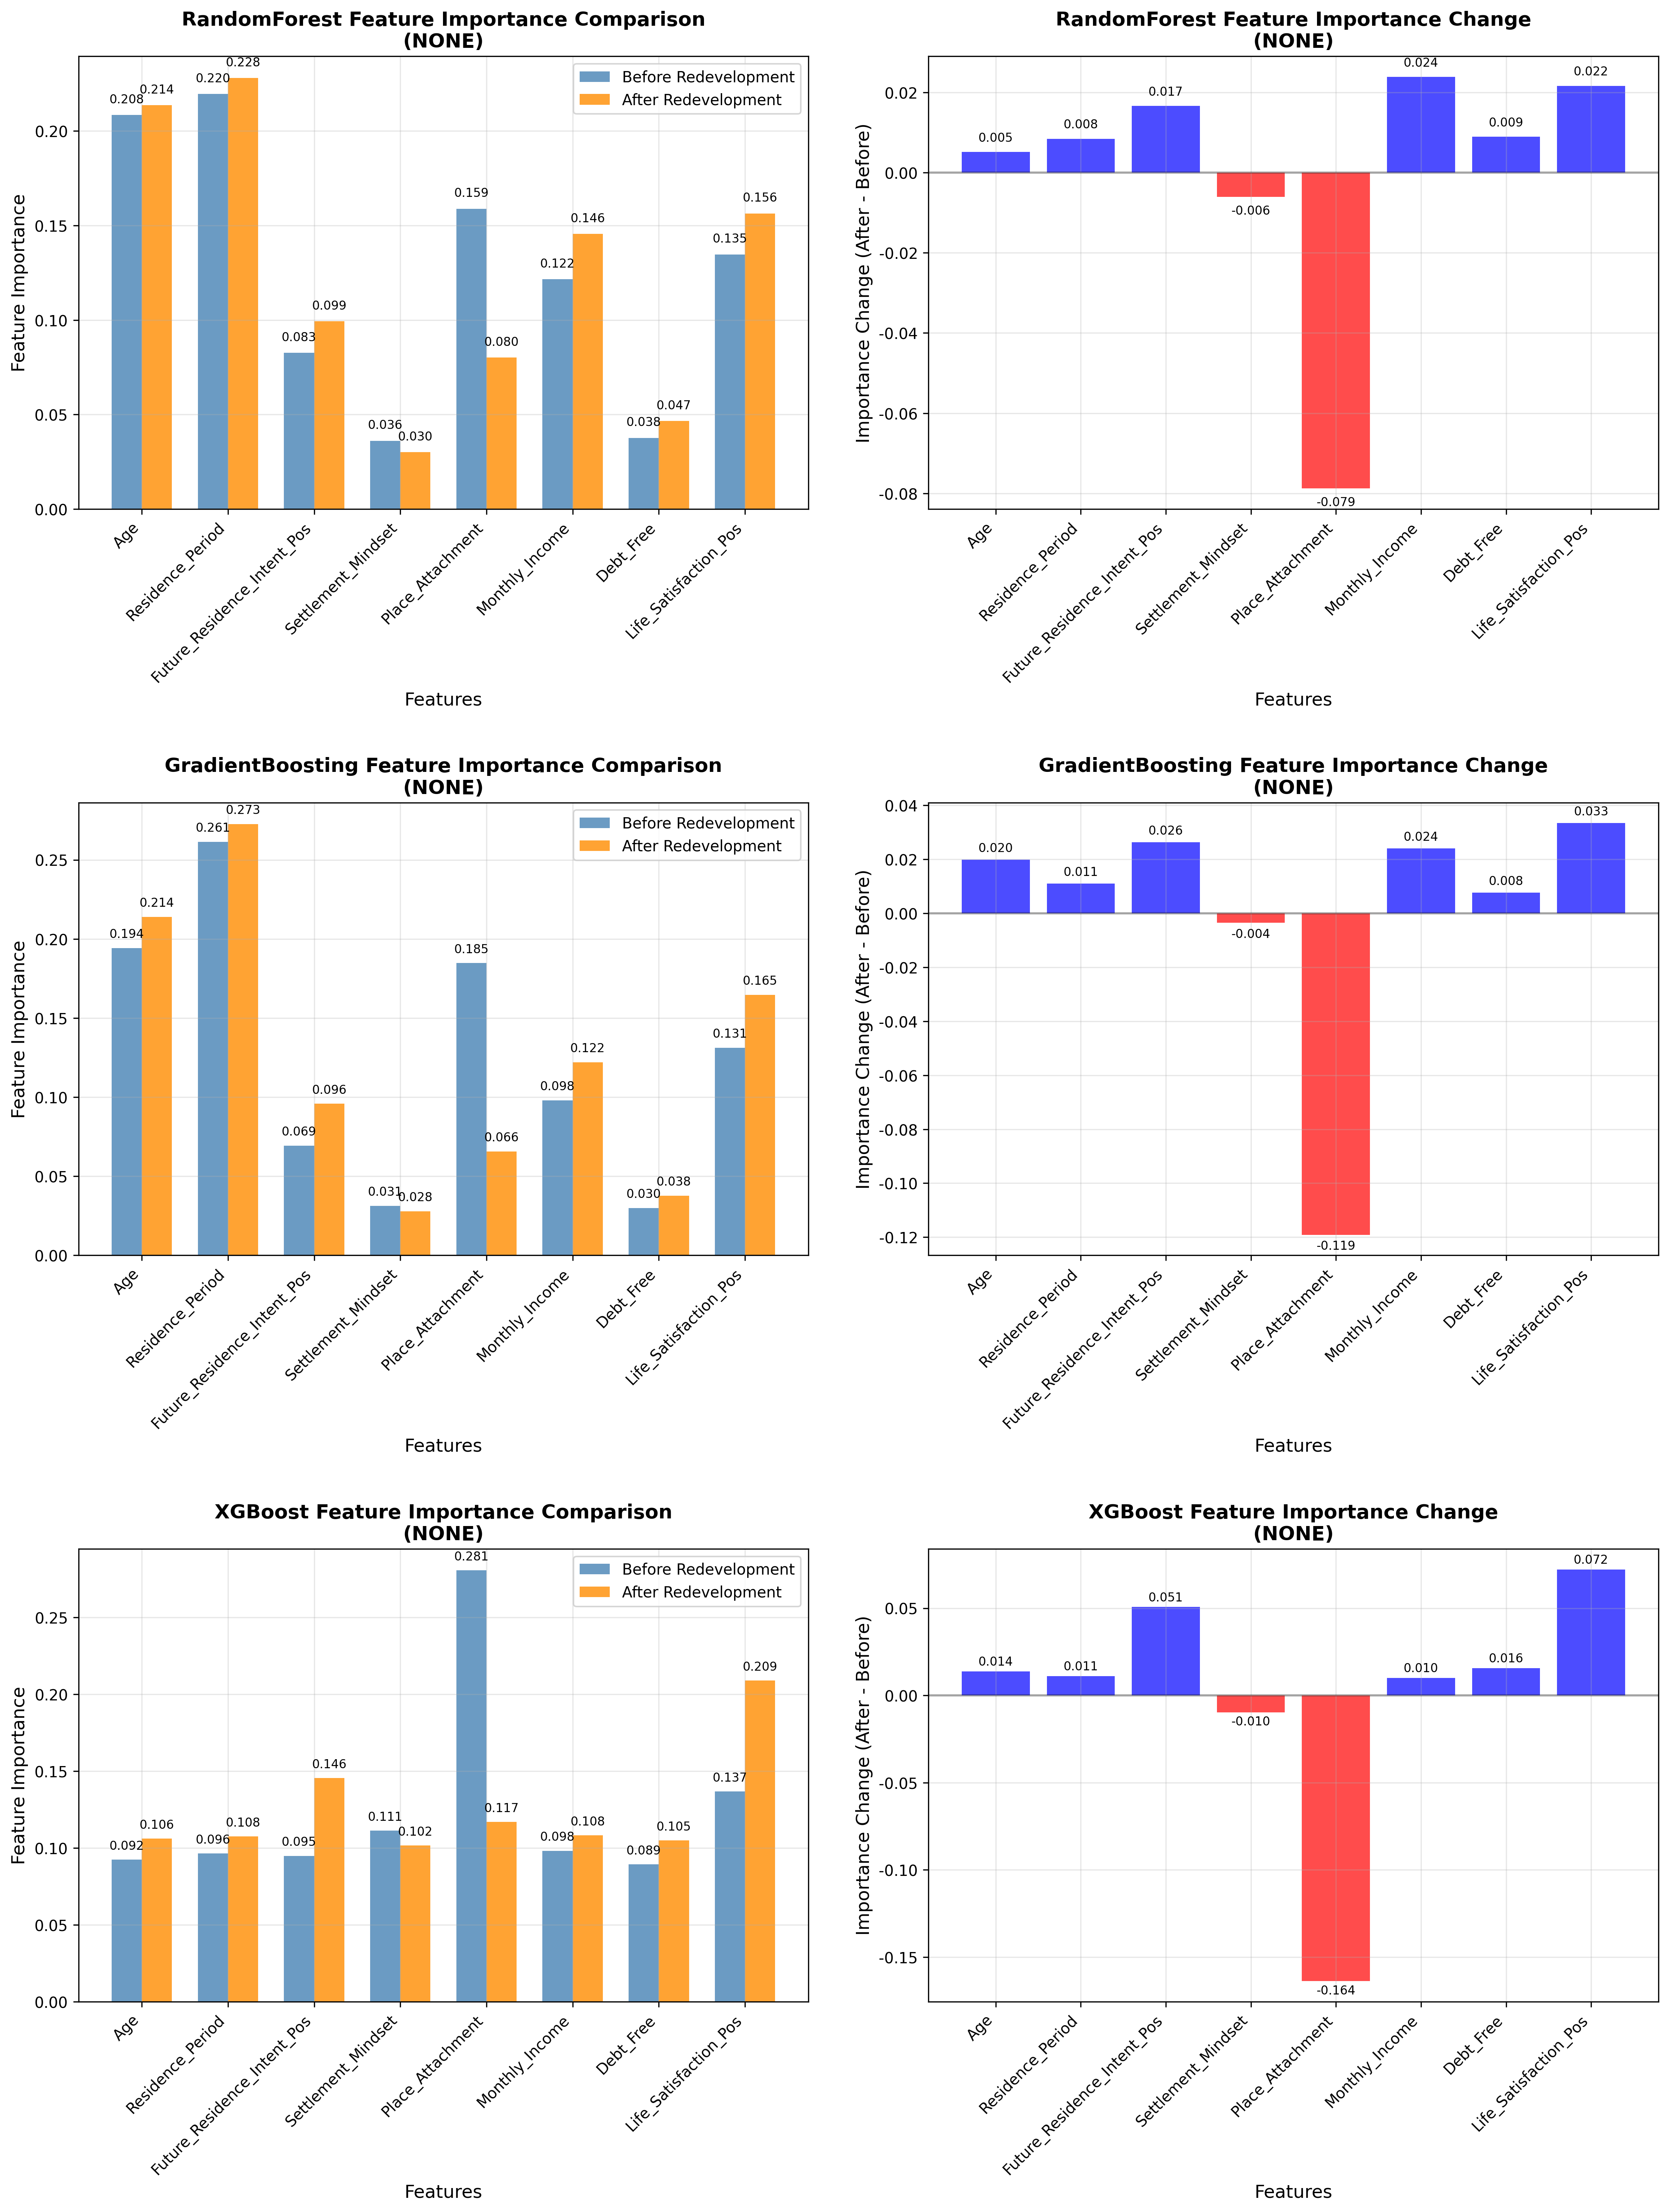 RandomForest Feature Importance Comparison
(NONE)
Feature Importance
0.20
0.15
0.10
0.05
0.00
0.208
0.214
0.220
0.228
0.083
0.099
0.036
0.030
0.159
0.080
0.122
0.146
0.038
0.047
0.135
0.156
Before Redevelopment
After Redevelopment
Age
Residence_Period
Future_Residence_Intent_Pos
Settlement_Mindset
Place_Attachment
Monthly_Income
Debt_Free
Life_Satisfaction_Pos
Features
RandomForest Feature Importance Change
(NONE)
Importance Change (After - Before)
0.02
0.00
-0.02
-0.04
-0.06
-0.08
0.005
0.008
0.017
-0.006
-0.079
0.024
0.009
0.022
Age
Residence_Period
Future_Residence_Intent_Pos
Settlement_Mindset
Place_Attachment
Monthly_Income
Debt_Free
Life_Satisfaction_Pos
Features
GradientBoosting Feature Importance Comparison
(NONE)
Feature Importance
0.25
0.20
0.15
0.10
0.05
0.00
0.194
0.214
0.261
0.273
0.069
0.096
0.031
0.028
0.185
0.066
0.098
0.122
0.030
0.038
0.131
0.165
Before Redevelopment
After Redevelopment
Age
Residence_Period
Future_Residence_Intent_Pos
Settlement_Mindset
Place_Attachment
Monthly_Income
Debt_Free
Life_Satisfaction_Pos
Features
GradientBoosting Feature Importance Change
(NONE)
Importance Change (After - Before)
0.04
0.02
0.00
-0.02
-0.04
-0.06
-0.08
-0.10
-0.12
0.020
0.011
0.026
-0.004
-0.119
0.024
0.008
0.033
Age
Residence_Period
Future_Residence_Intent_Pos
Settlement_Mindset
Place_Attachment
Monthly_Income
Debt_Free
Life_Satisfaction_Pos
Features
XGBoost Feature Importance Comparison
(NONE)
Feature Importance
0.25
0.20
0.15
0.10
0.05
0.00
0.092
0.106
0.096
0.108
0.095
0.146
0.111
0.102
0.281
0.117
0.098
0.108
0.089
0.105
0.137
0.209
Before Redevelopment
After Redevelopment
Age
Residence_Period
Future_Residence_Intent_Pos
Settlement_Mindset
Place_Attachment
Monthly_Income
Debt_Free
Life_Satisfaction_Pos
Features
XGBoost Feature Importance Change
(NONE)
Importance Change (After - Before)
0.05
0.00
-0.05
-0.10
-0.15
0.014
0.011
0.051
-0.010
-0.164
0.010
0.016
0.072
Age
Residence_Period
Future_Residence_Intent_Pos
Settlement_Mindset
Place_Attachment
Monthly_Income
Debt_Free
Life_Satisfaction_Pos
Features